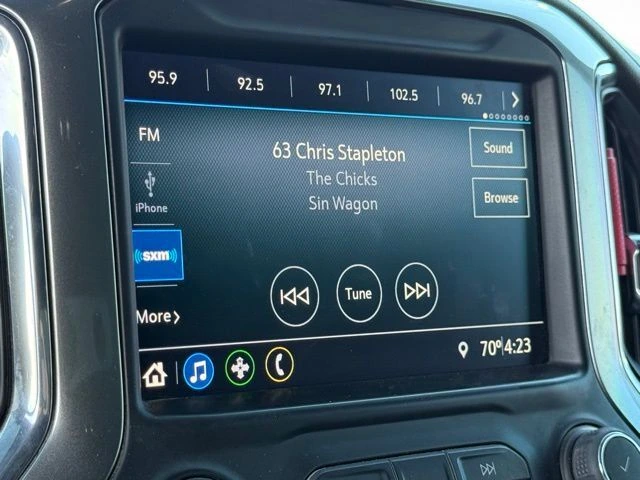 95.9 92.5 97.1 102.5 96.7
FM
63 Chris Stapleton
Sound
The Chicks
iPhone
Sin Wagon
Browse
sxm
Tune
More
70° 4:23